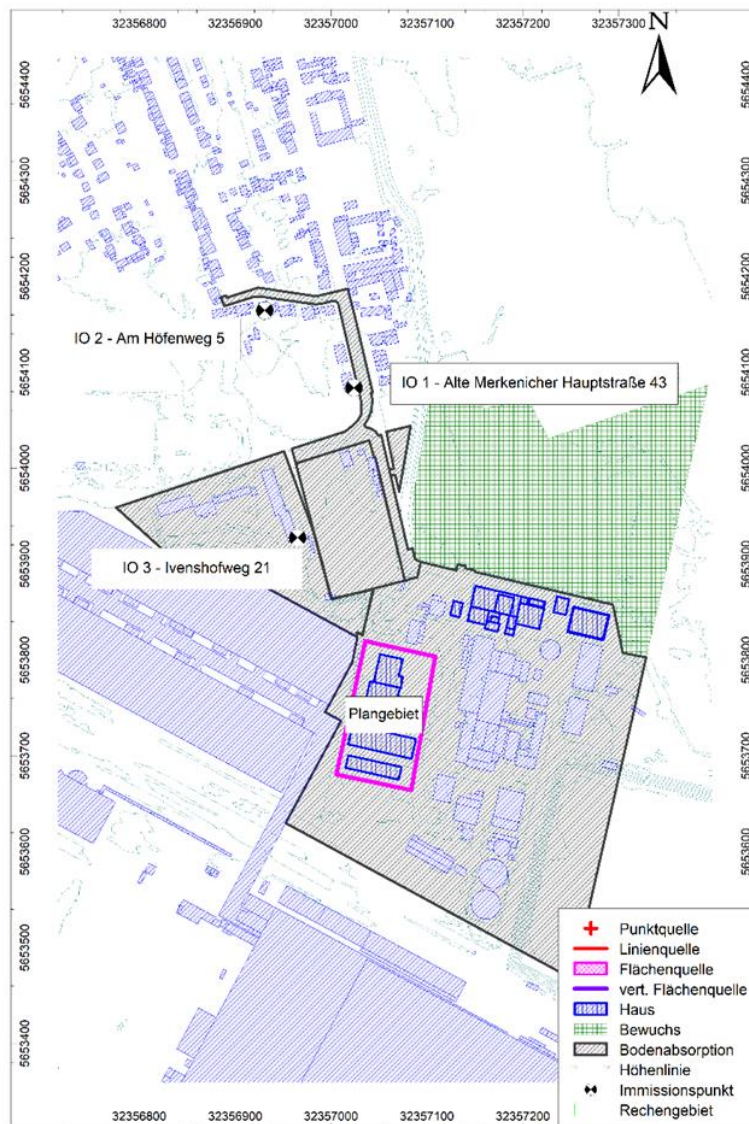 32356800 32356900 32357000 32357100 32357200 32357300
N
5654400 5654400
5654300 5654300
5654200 5654200
IO 2 - Am Höfenweg 5
5654100 5654100
IO 1 - Alte Merkenicher Hauptstraße 43
5654000 5654000
5653900 5653900
IO 3 - Ivenshofweg 21
5653800 5653800
Plangebiet
5653700 5653700
5653600 5653600
5653500
5653400
Punktquelle
Linienquelle
Flächenquelle
vert. Flächenquelle
Haus
Bewuchs
Bodenabsorption
Höhenlinie
Immissionspunkt
Rechengebiet
32356800 32356900 32357000 32357100 32357200